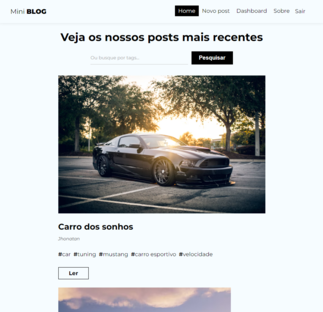 Mini BLOG
Home Novo post Dashboard Sobre Sair
Veja os nossos posts mais recentes
Ou busque por tags... Pesquisar
Carro dos sonhos
Jhonatan
#car #tuning #mustang #carro esportivo #velocidade
Ler